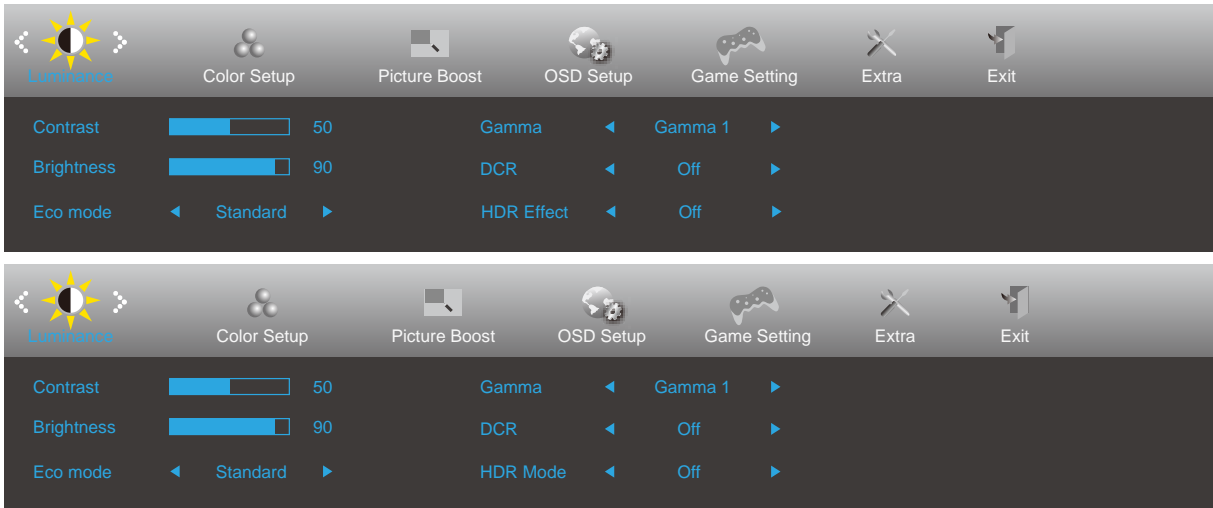 Luminance Color Setup Picture Boost OSD Setup Game Setting Extra Exit
Contrast 50 Gamma Gamma 1
Brightness 90 DCR Off
Eco mode Standard HDR Effect Off
Luminance Color Setup Picture Boost OSD Setup Game Setting Extra Exit
Contrast 50 Gamma Gamma 1
Brightness 90 DCR Off
Eco mode Standard HDR Mode Off